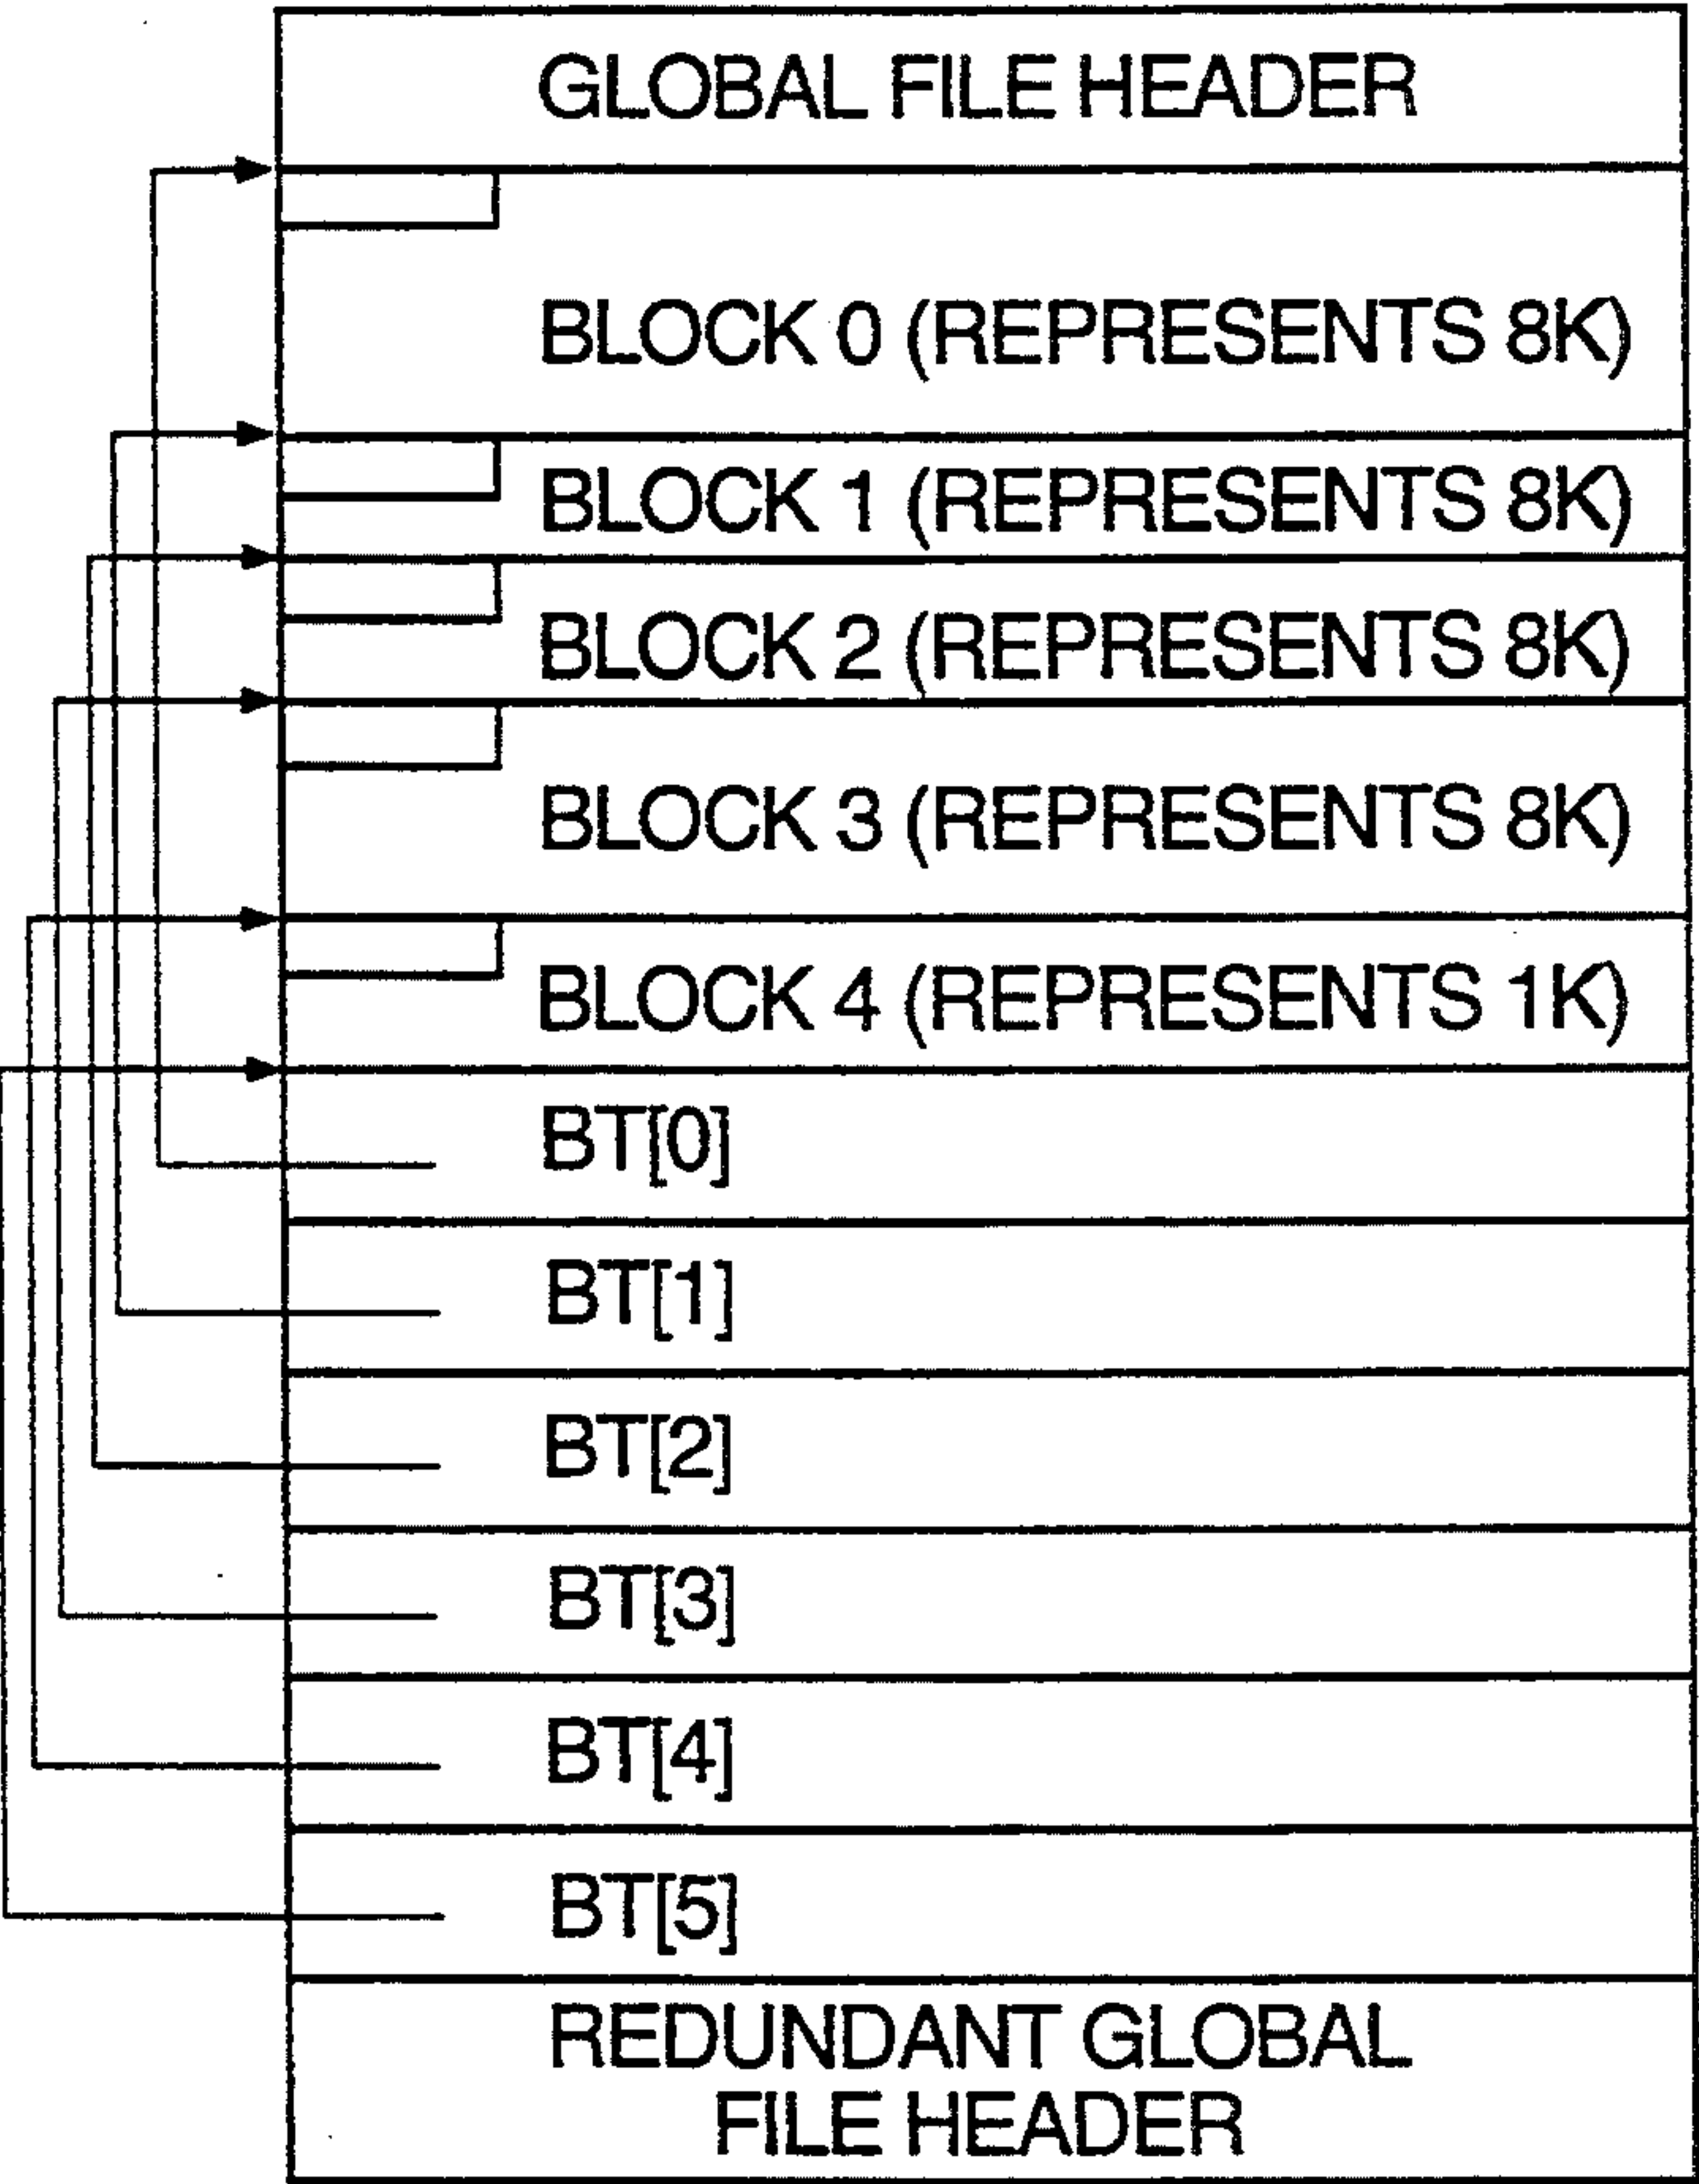 GLOBAL FILE HEADER
BLOCK 0 (REPRESENTS 8K)
BLOCK 1 (REPRESENTS 8K)
BLOCK 2 (REPRESENTS 8K)
BLOCK 3 (REPRESENTS 8K)
BLOCK 4 (REPRESENTS 1K)
BT[0]
BT[1]
BT[2]
BT[3]
BT[4]
BT[5]
REDUNDANT GLOBAL
FILE HEADER